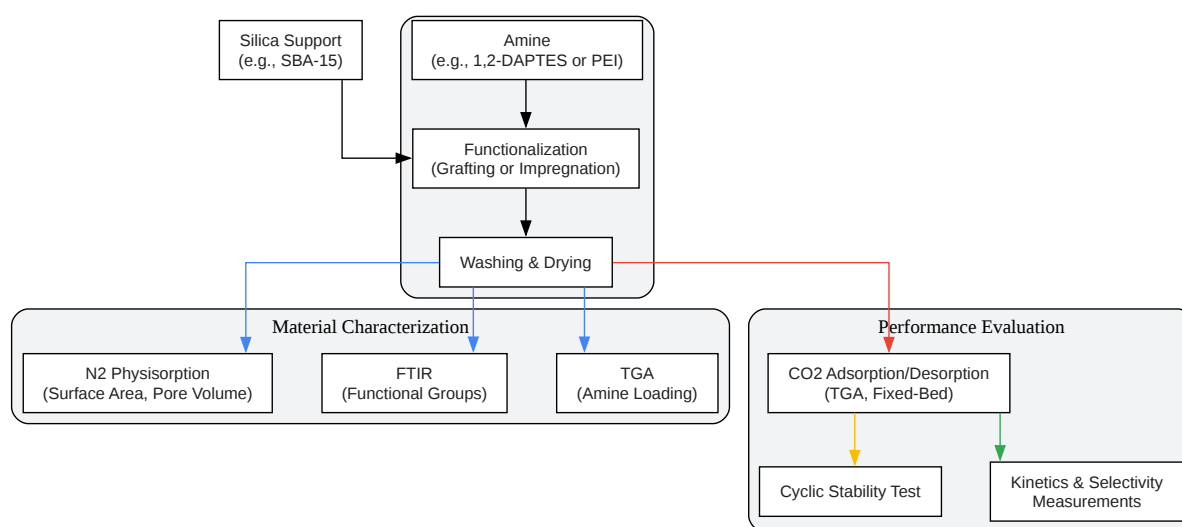 Silica Support
(e.g., SBA-15)
Amine
(e.g., 1,2-DAPTES or PEI)
Functionalization
(Grafting or Impregnation)
Washing & Drying
Material Characterization
N2 Physisorption
(Surface Area, Pore Volume)
FTIR
(Functional Groups)
TGA
(Amine Loading)
Performance Evaluation
CO2 Adsorption/Desorption
(TGA, Fixed-Bed)
Cyclic Stability Test
Kinetics & Selectivity
Measurements